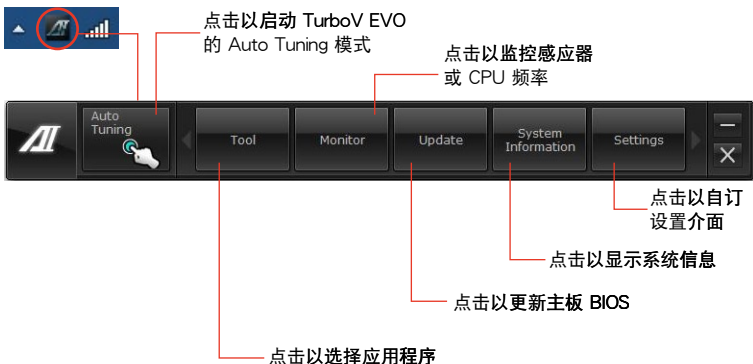 点击以启动 TurboV EVO
的 Auto Tuning 模式
点击以监控感应器
或 CPU 频率
Auto
Tuning
Tool
Monitor
Update
System
Information
Settings
点击以自订
设置介面
点击以显示系统信息
点击以更新主板 BIOS
点击以选择应用程序